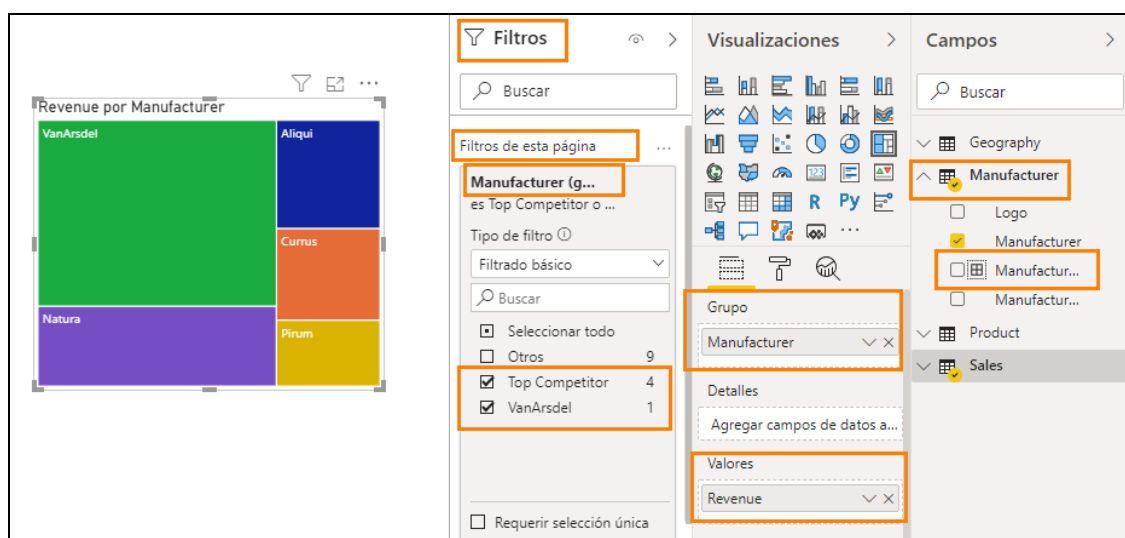 Revenue por Manufacturer
VanArsdel
Aliqui
Currus
Natura
Pirum
Filtros
Buscar
Filtros de esta página
Manufacturer (g...
es Top Competitor o ...
Tipo de filtro
Filtrado básico
Buscar
Seleccionar todo
Otros 9
Top Competitor 4
VanArsdel 1
Requerir selección única
Visualizaciones
123
R Py
Grupo
Manufacturer
Detalles
Agregar campos de datos a...
Valores
Revenue
Campos
Buscar
Geography
Manufacturer
Logo
Manufacturer
Manufactur...
Manufactur...
Product
Sales